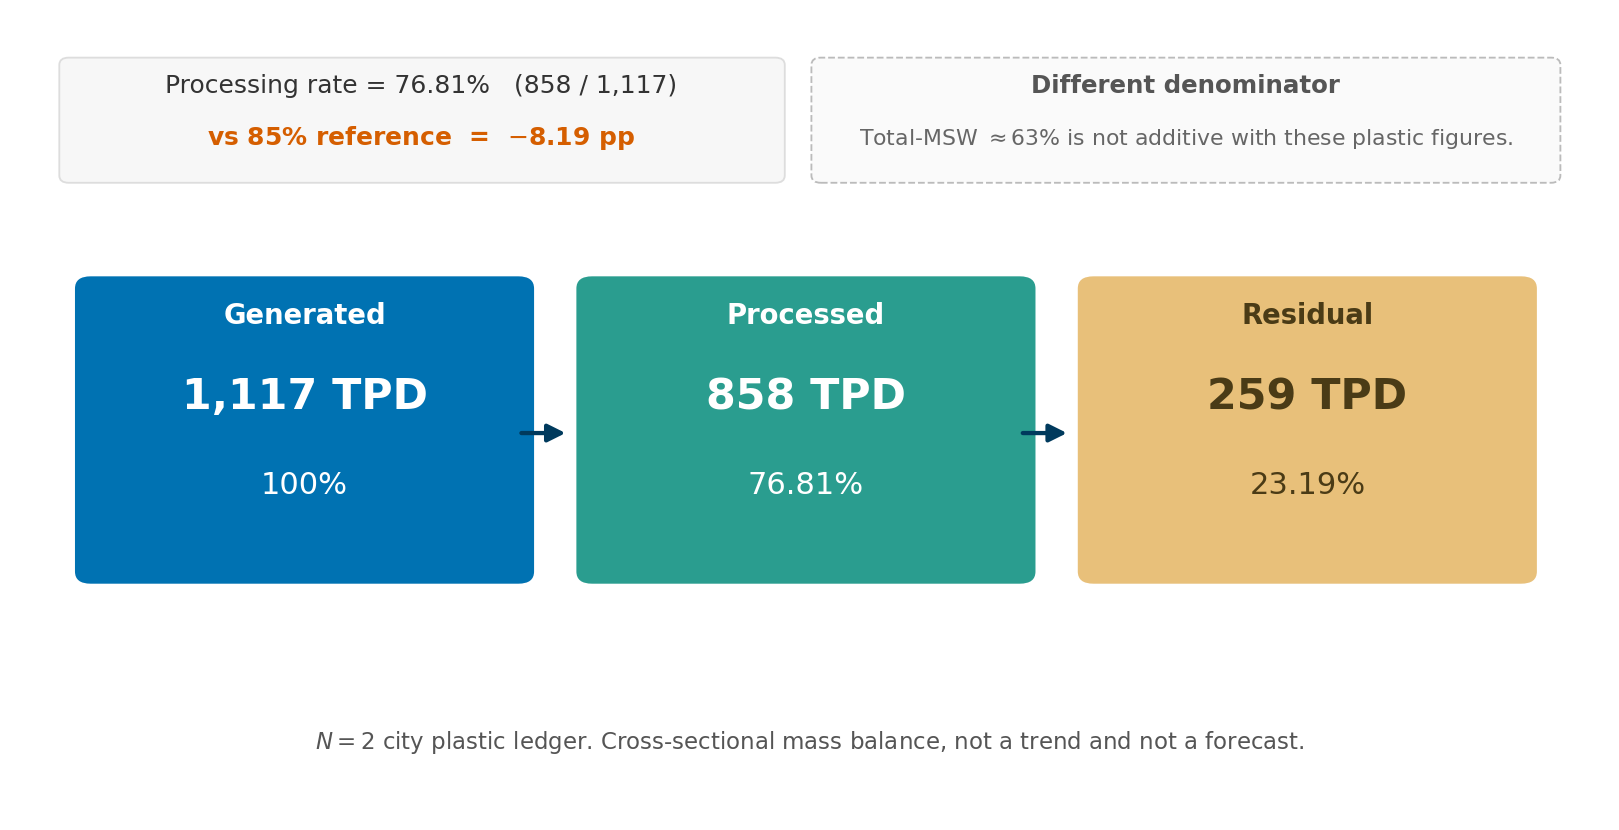 Processing rate = 76.81% (858 / 1,117)
vs 85% reference = −8.19 pp
Different denominator
Total-MSW ≈63% is not additive with these plastic figures.
Generated
1,117 TPD
100%
Processed
858 TPD
76.81%
Residual
259 TPD
23.19%
N = 2 city plastic ledger. Cross-sectional mass balance, not a trend and not a forecast.